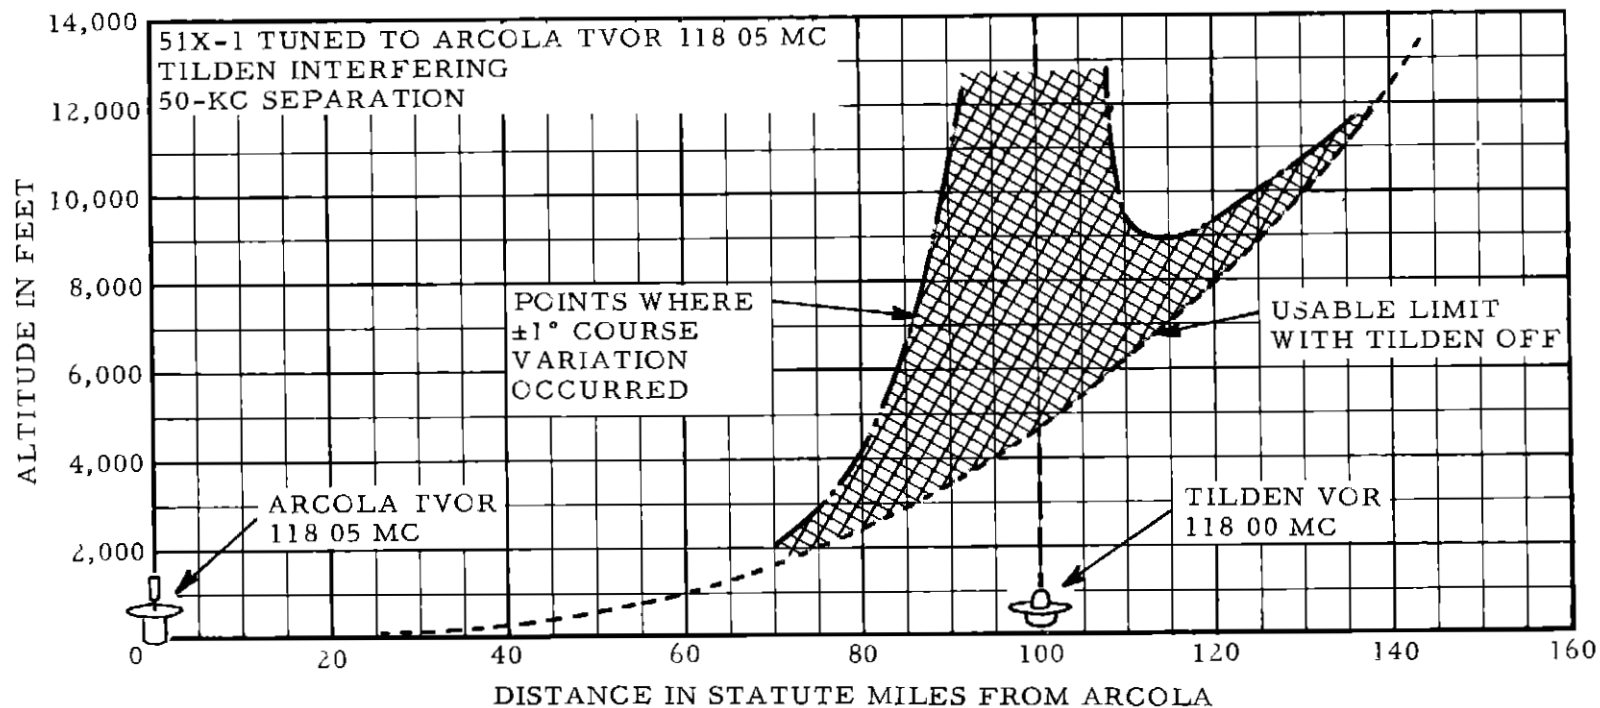 14,000
12,000
10,000
8,000
6,000
4,000
2,000
ALTITUDE IN FEET
51X-1 TUNED TO ARCOLA TVOR 118 05 MC
TILDEN INTERFERING
50-KC SEPARATION
POINTS WHERE
±1° COURSE
VARIATION
OCCURRED
USABLE LIMIT
WITH TILDEN OFF
ARCOLA TVOR
118 05 MC
TILDEN VOR
118 00 MC
0 20 40 60 80 100 120 140 160
DISTANCE IN STATUTE MILES FROM ARCOLA